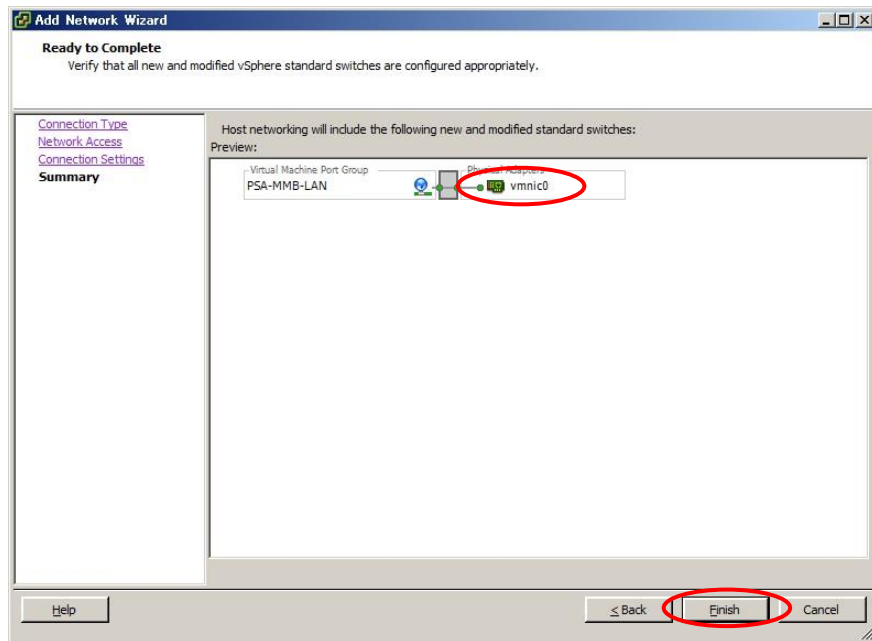 Add Network Wizard
Ready to Complete
Verify that all new and modified vSphere standard switches are configured appropriately.
Connection Type
Network Access
Connection Settings
Summary
Host networking will include the following new and modified standard switches:
Preview:
Virtual Machine Port Group
Physical Adapters
PSA-MMB-LAN
vmnic0
Help
< Back
Finish
Cancel